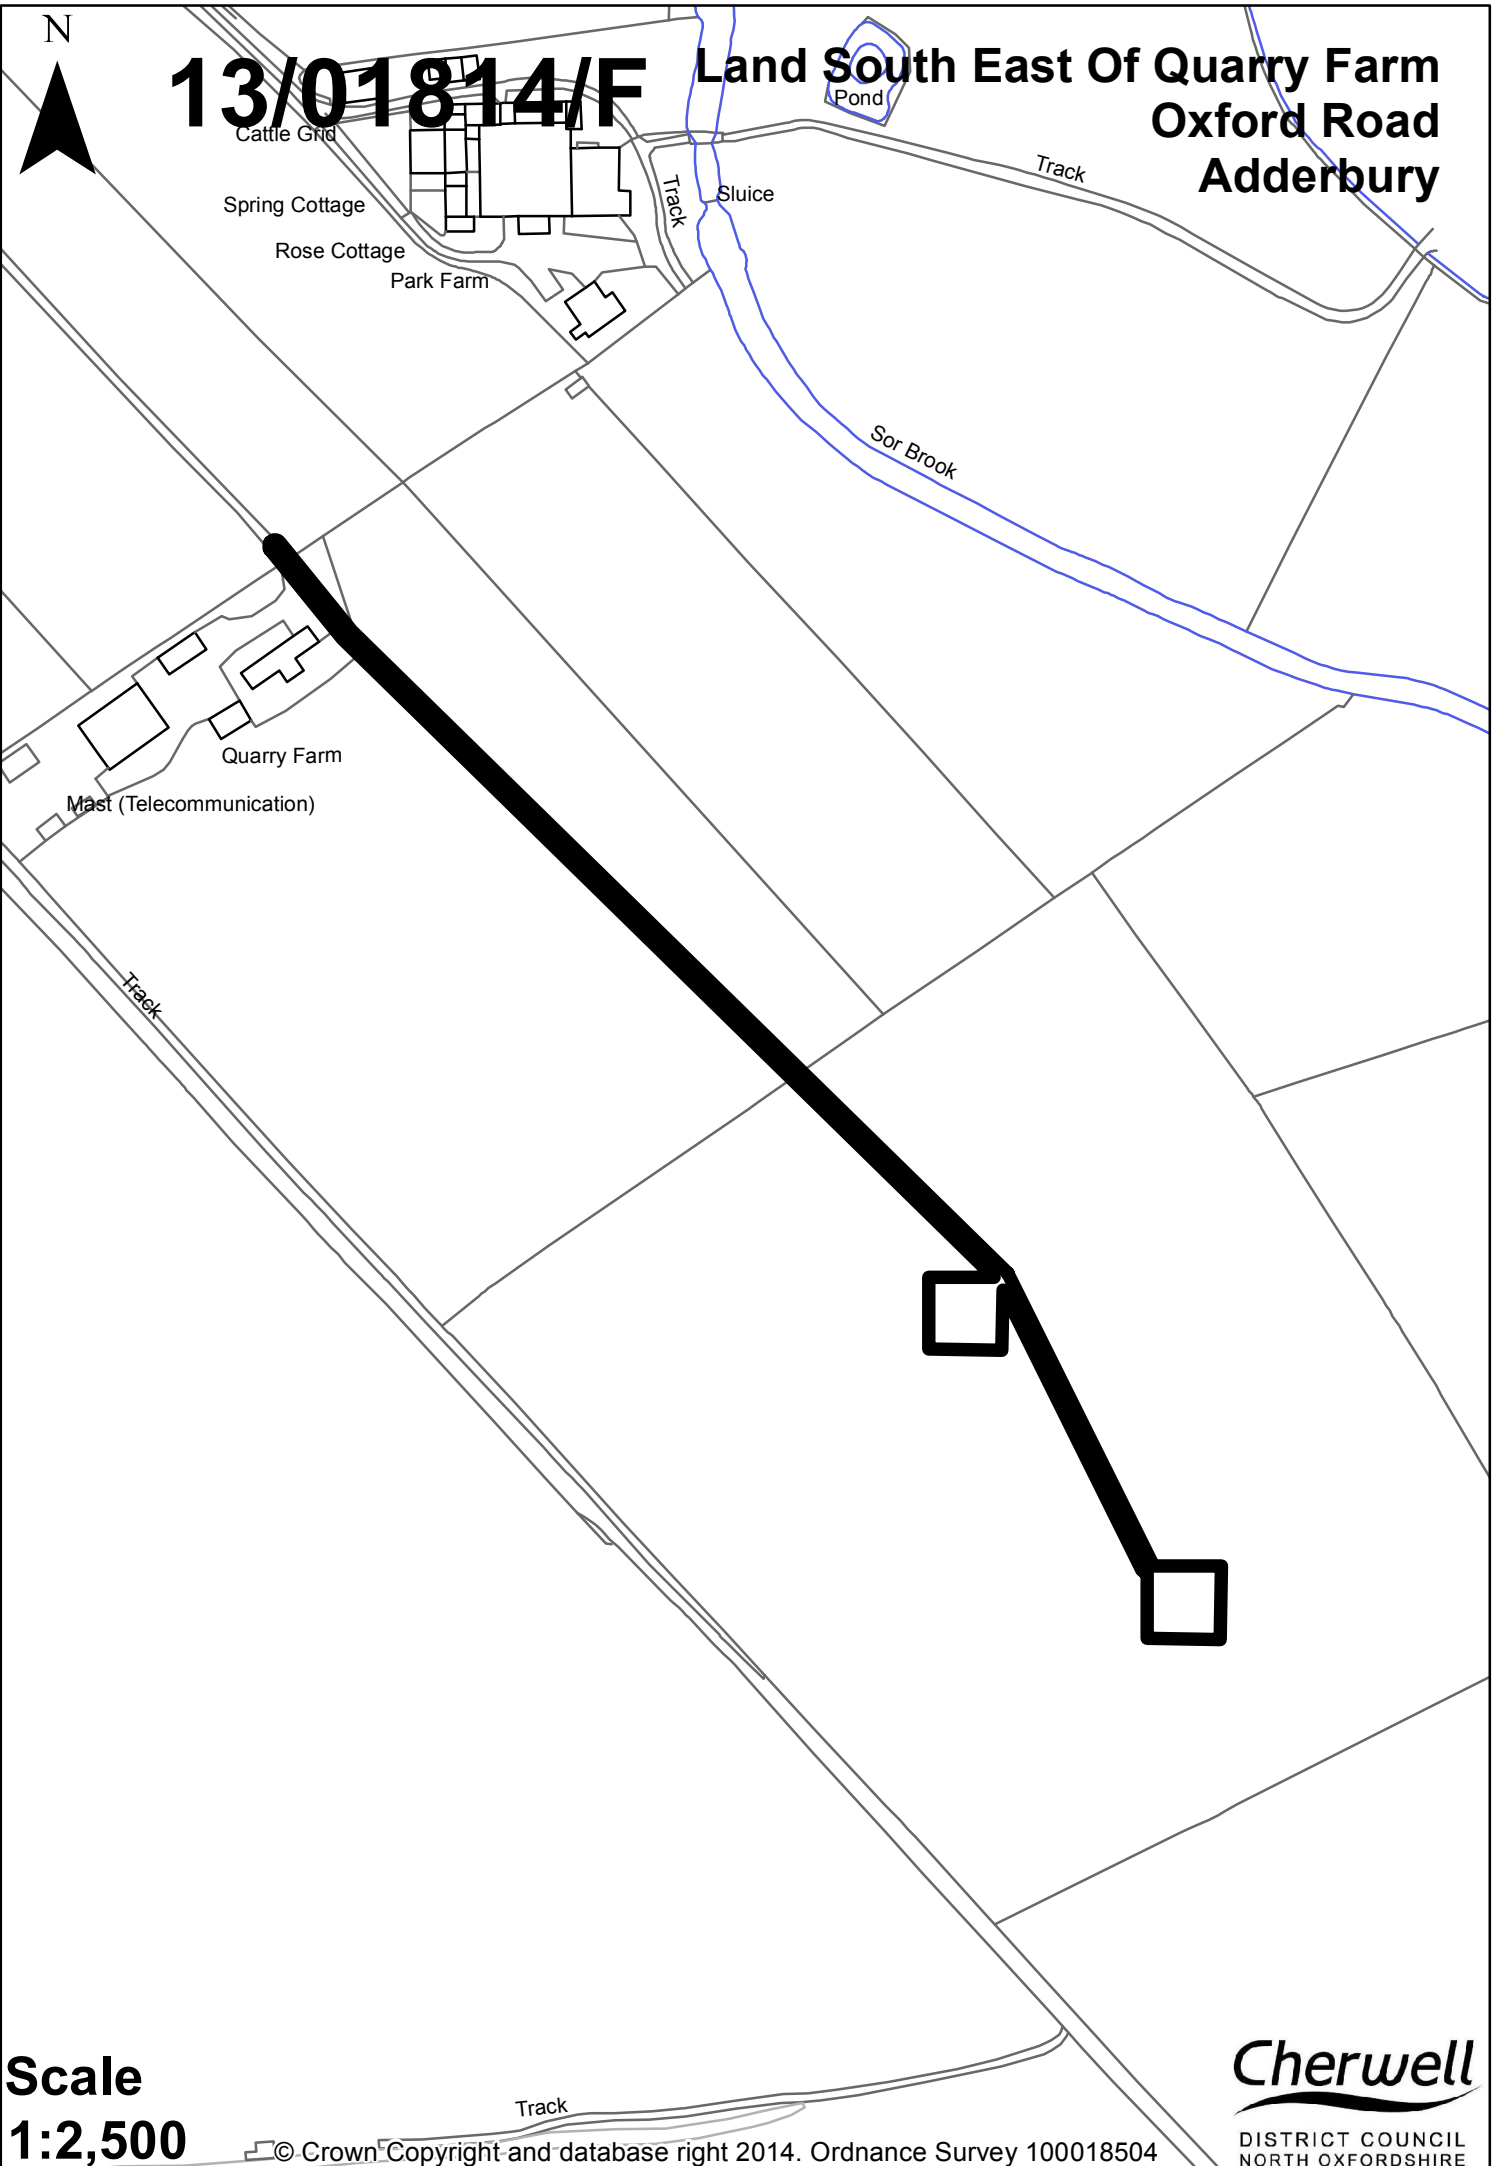 N
13/01814/F
Land South East Of Quarry Farm
Oxford Road
Adderbury
Pond
Cattle Grid
Track
Track
Sluice
Spring Cottage
Rose Cottage
Park Farm
Sor Brook
Quarry Farm
Mast (Telecommunication)
Track
Scale
1:2,500
Track
© Crown Copyright and database right 2014. Ordnance Survey 100018504
Cherwell
DISTRICT COUNCIL
NORTH OXFORDSHIRE